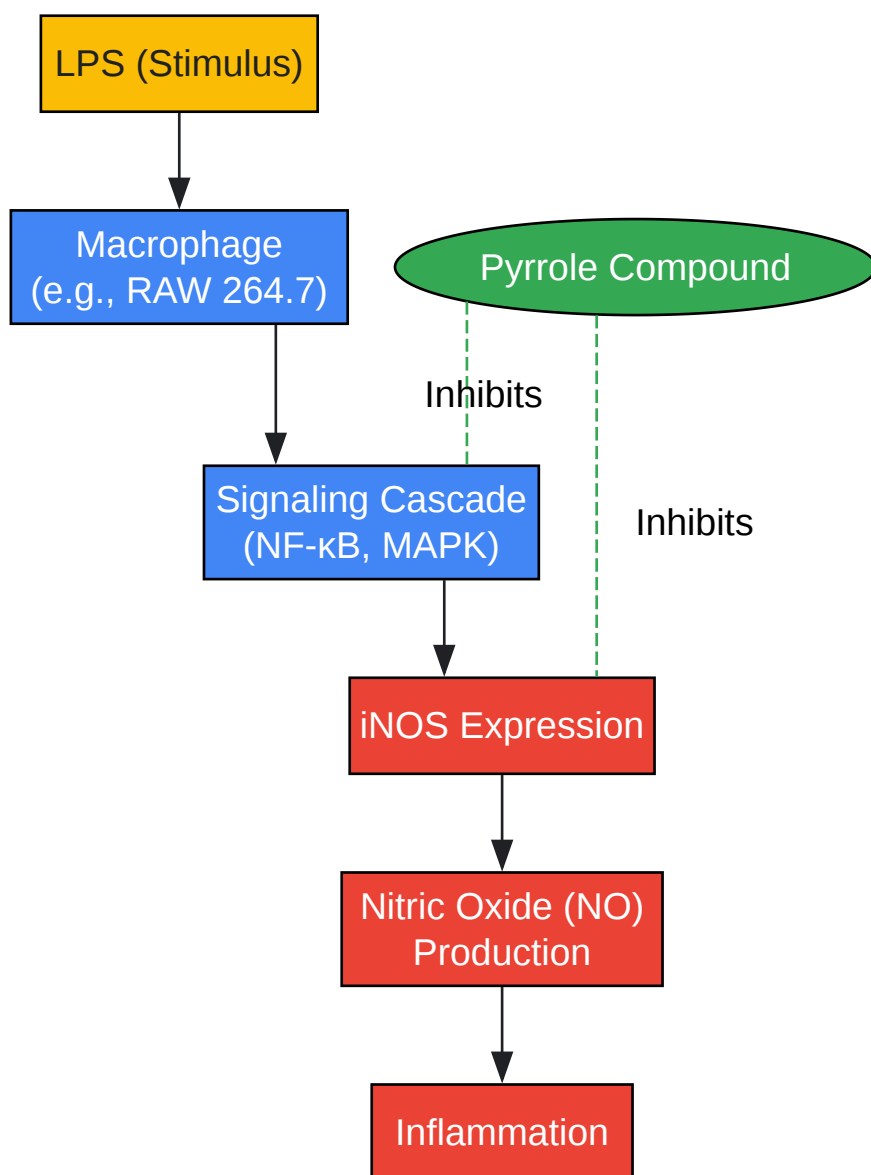 LPS (Stimulus)
Macrophage
(e.g., RAW 264.7)
Pyrrole Compound
Inhibits
Signaling Cascade
(NF-κB, MAPK)
Inhibits
iNOS Expression
Nitric Oxide (NO)
Production
Inflammation